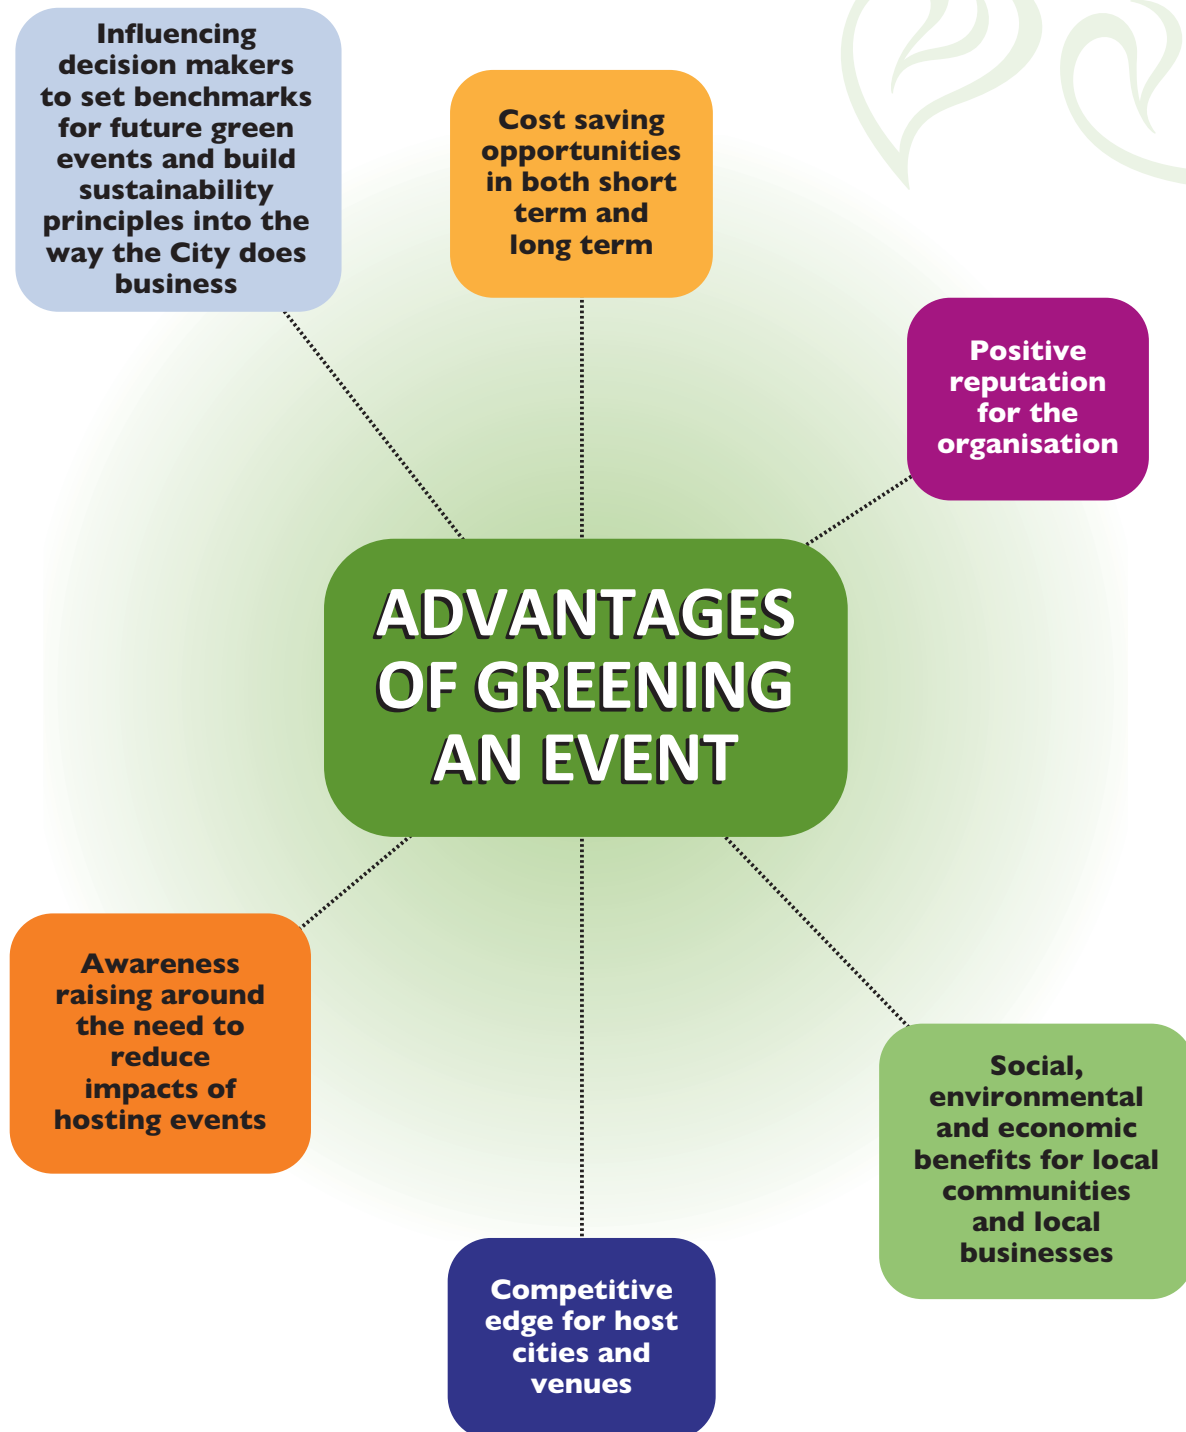 Influencing
decision makers
to set benchmarks
for future green
events and build
sustainability
principles into the
way the City does
business
Cost saving
opportunities
in both short
term and
long term
Positive
reputation
for the
organisation
ADVANTAGES
OF GREENING
AN EVENT
Awareness
raising around
the need to
reduce
impacts of
hosting events
Social,
environmental
and economic
benefits for local
communities
and local
businesses
Competitive
edge for host
cities and
venues